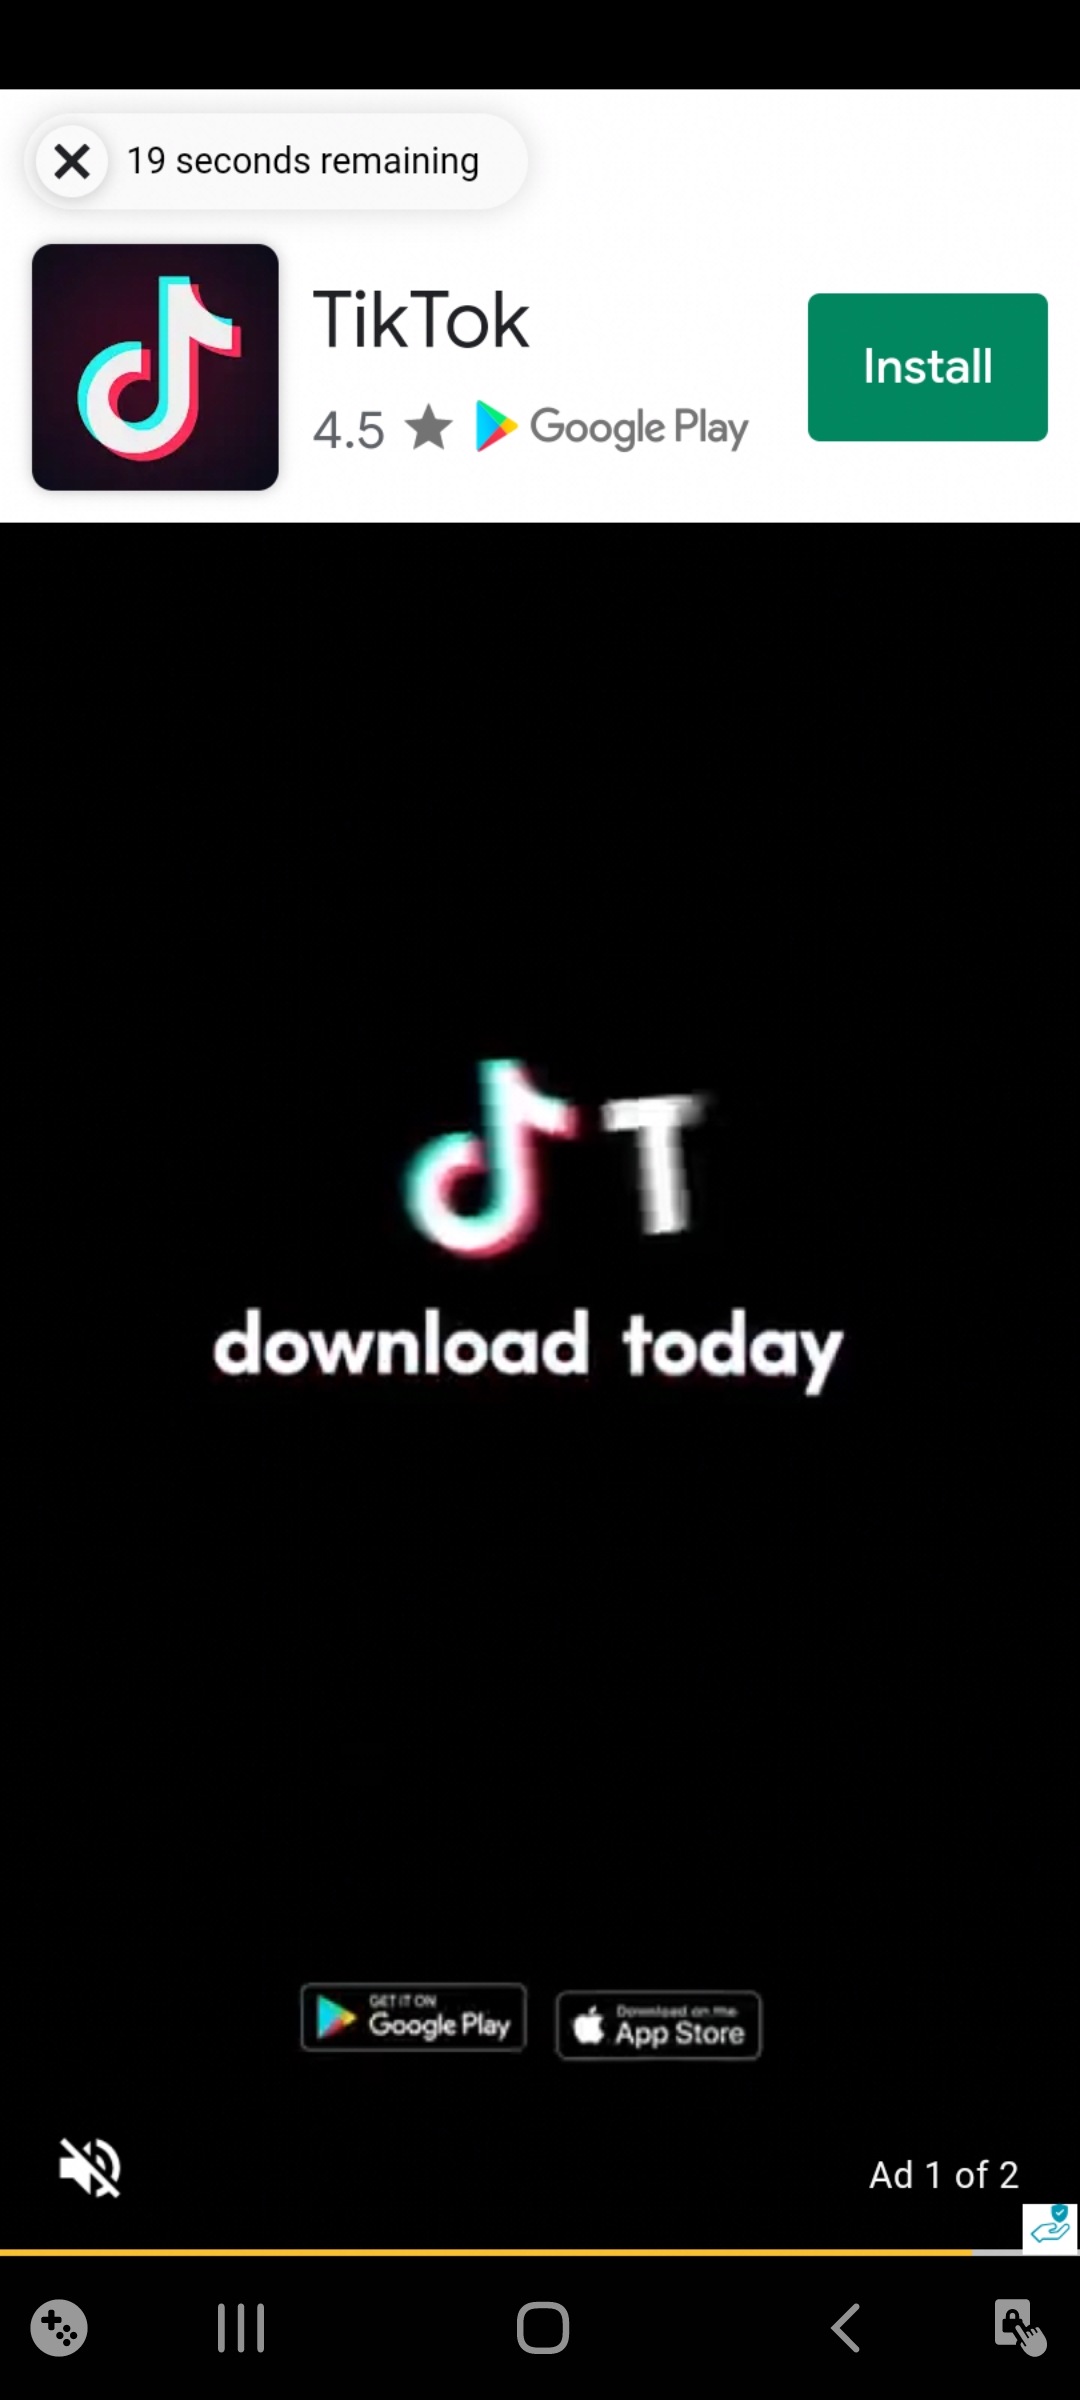 19 seconds remaining
TikTok
4.5
Google Play
Install
T
download today
GET IT ON
Google Play
Download on the
App Store
Ad 1 of 2